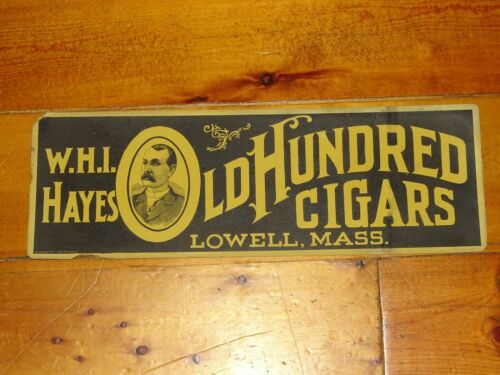 W.H.I.
HAYES
OLD HUNDRED
CIGARS
LOWELL, MASS.